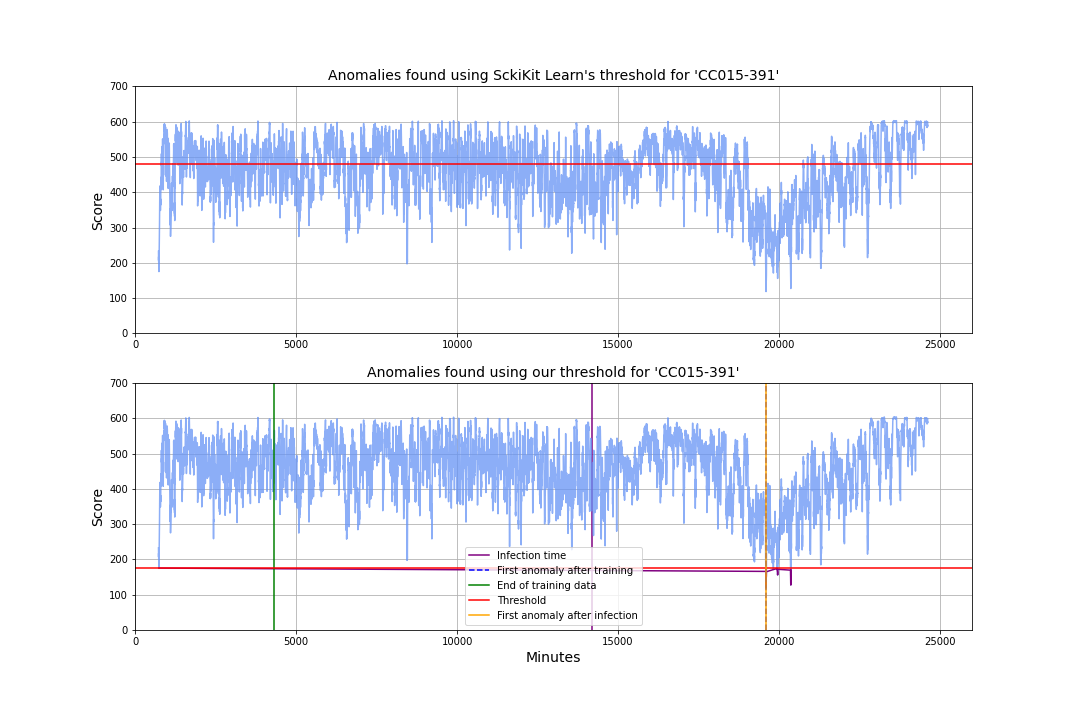 Anomalies found using SckiKit Learn's threshold for 'CC015-391'
700
600
500
400
300
200
100
0
Score
0 5000 10000 15000 20000 25000
Anomalies found using our threshold for 'CC015-391'
700
600
500
400
300
200
100
0
Score
Infection time
First anomaly after training
End of training data
Threshold
First anomaly after infection
0 5000 10000 15000 20000 25000
Minutes